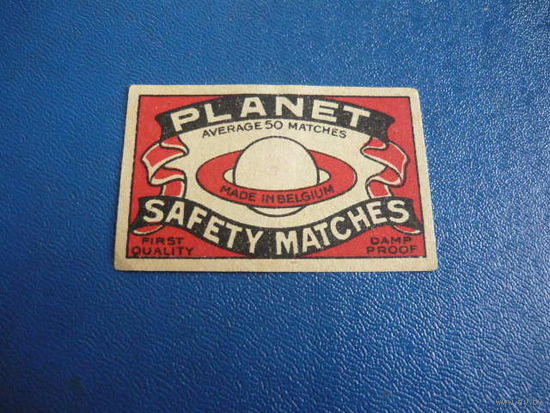 PLANET
AVERAGE 50 MATCHES
MADE IN BELGIUM
SAFETY MATCHES
FIRST
QUALITY
DAMP
PROOF